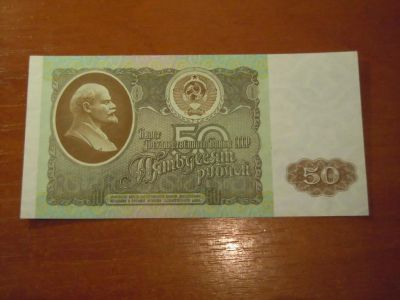 50
Билет
Государственного Банка СССР
Пятьдесят
рублей
50